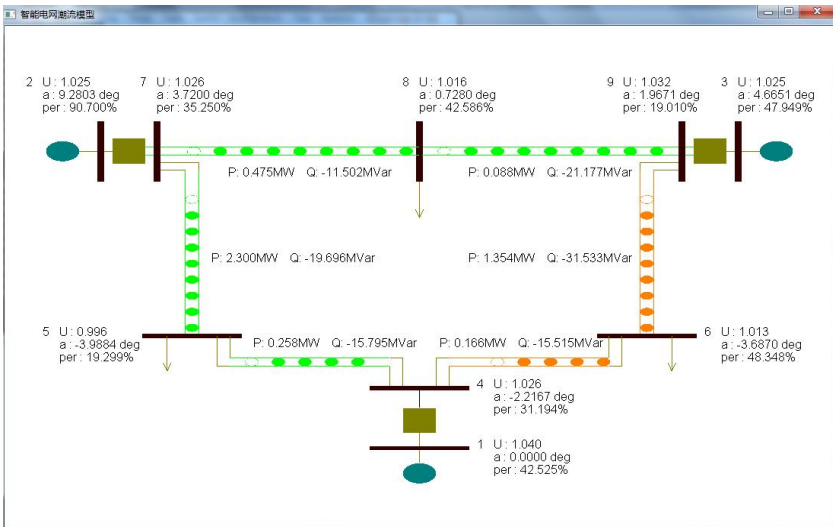 智能电网潮流模型
2 U : 1.025
a : 9.2803 deg
per : 90.700%
7 U : 1.026
a : 3.7200 deg
per : 35.250%
8 U : 1.016
a : 0.7280 deg
per : 42.586%
9 U : 1.032
a : 1.9671 deg
per : 19.010%
3 U : 1.025
a : 4.6651 deg
per : 47.949%
P: 0.475MW Q: -11.502MVar
P: 0.088MW Q: -21.177MVar
P: 2.300MW Q: -19.696MVar
P: 1.354MW Q: -31.533MVar
5 U : 0.996
a : -3.9884 deg
per : 19.299%
P: 0.258MW Q: -15.795MVar
P: 0.166MW Q: -15.515MVar
6 U : 1.013
a : -3.6870 deg
per : 48.348%
4 U : 1.026
a : -2.2167 deg
per : 31.194%
1 U : 1.040
a : 0.0000 deg
per : 42.525%